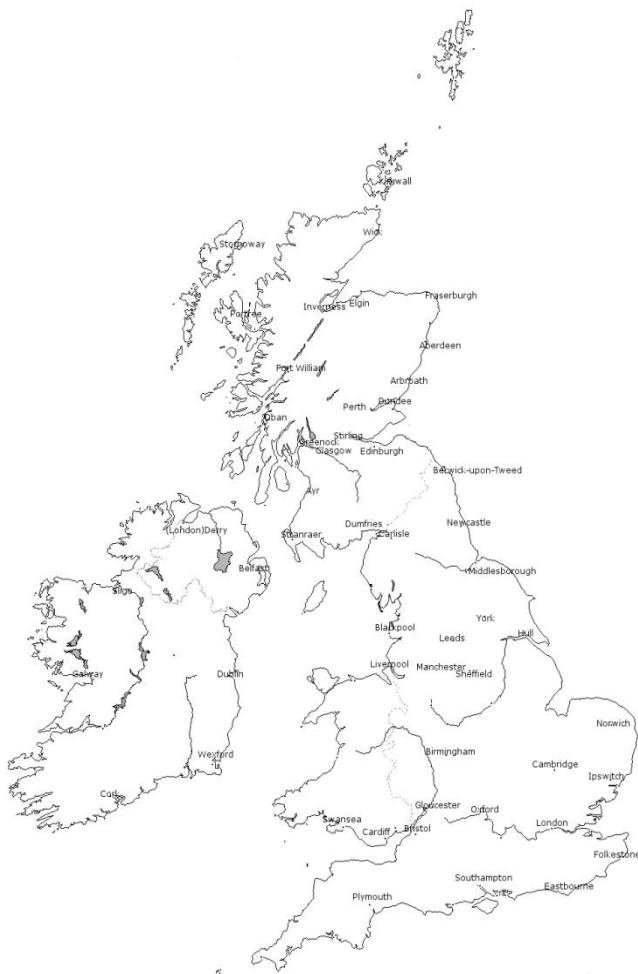 Kirkwall
Wick
Stornoway
Fraserburgh
Elgin
Inverness
Portree
Aberdeen
Fort William
Arbroath
Dundee
Perth
Oban
Stirling
Greenock
Glasgow
Edinburgh
Berwick-upon-Tweed
Ayr
Newcastle
Dumfries
(London)Derry
Stranraer
Carlisle
Belfast
Middlesborough
Sligo
York
Blackpool
Hull
Leeds
Liverpool
Manchester
Galway
Dublin
Sheffield
Norwich
Wexford
Birmingham
Cambridge
Ipswitch
Cork
Gloucester
Oxford
Swansea
London
Cardiff
Bristol
Folkestone
Southampton
Eastbourne
Plymouth